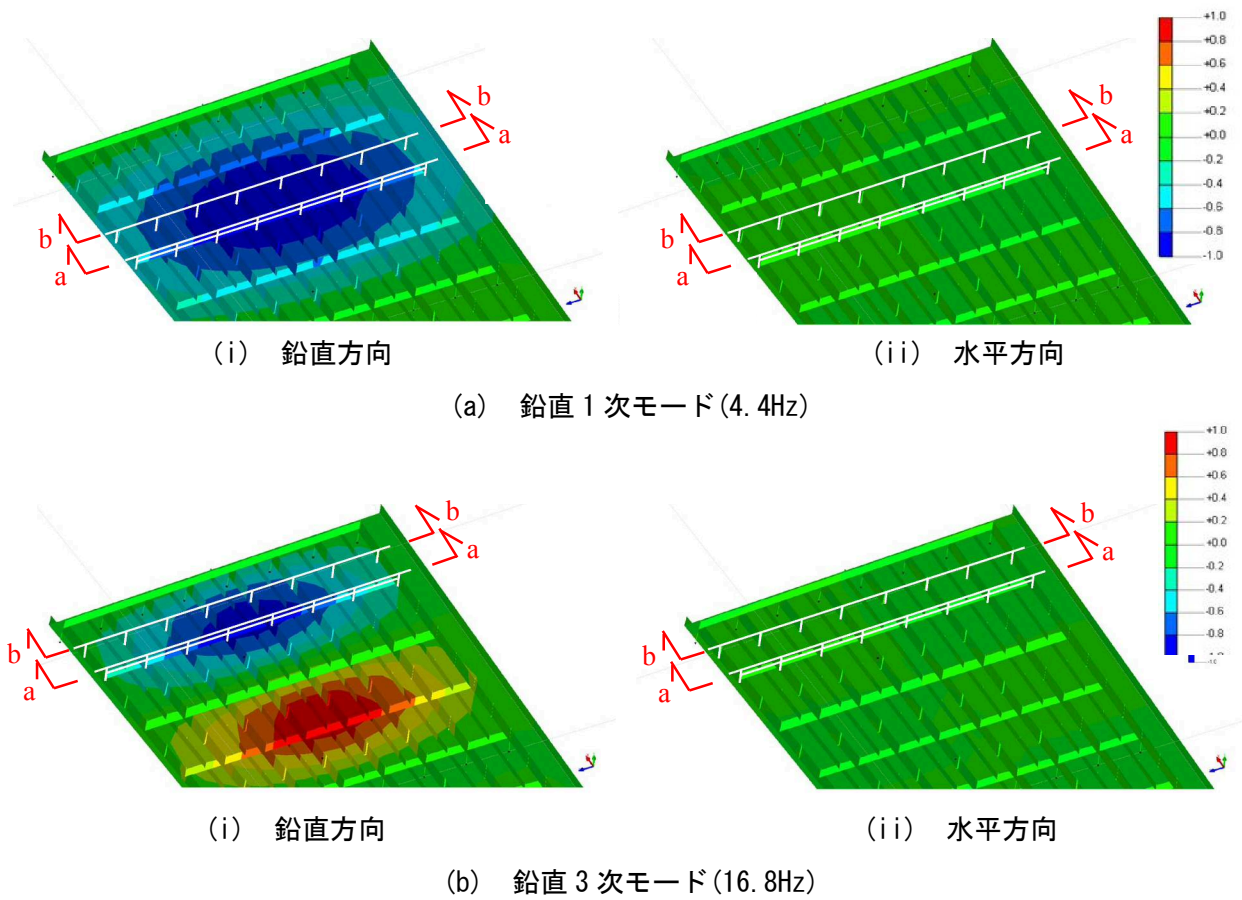 +1.0
+0.8
+0.6
+0.4
+0.2
+0.0
-0.2
-0.4
-0.6
-0.8
-1.0
b
a
b
a
b
a
b
a
(i) 鉛直方向
(ii) 水平方向
(a) 鉛直1次モード(4.4Hz)
+1.0
+0.8
+0.6
+0.4
+0.2
+0.0
-0.2
-0.4
-0.6
-0.8
b
a
b
a
b
a
b
a
(i) 鉛直方向
(ii) 水平方向
(b) 鉛直3次モード(16.8Hz)